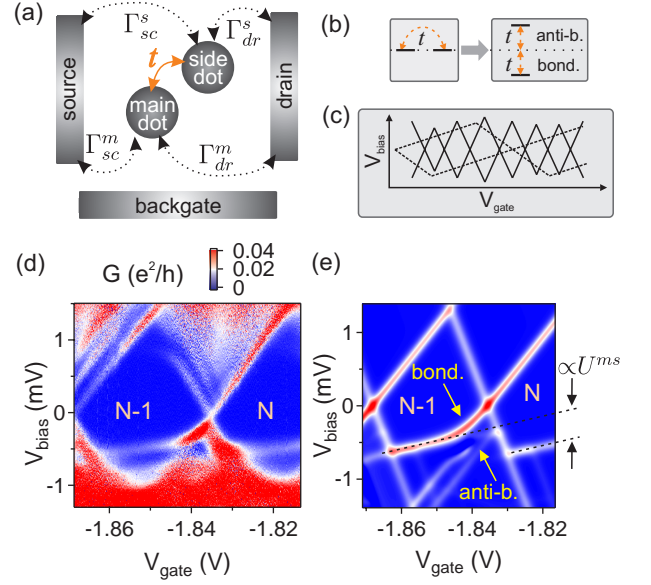 (a)
Γ^s_sc
Γ^s_dr
t
side
dot
main
dot
source
drain
Γ^m_sc
Γ^m_dr
backgate
(b)
t
t anti-b.
t bond.
(c)
V_bias
V_gate
(d)
G (e²/h)
0.04
0.02
0
V_bias (mV)
1
0
-1
N-1
N
-1.86
-1.84
-1.82
V_gate (V)
(e)
V_bias (mV)
1
0
-1
bond.
N-1
N
anti-b.
∝U^ms
-1.86
-1.84
-1.82
V_gate (V)